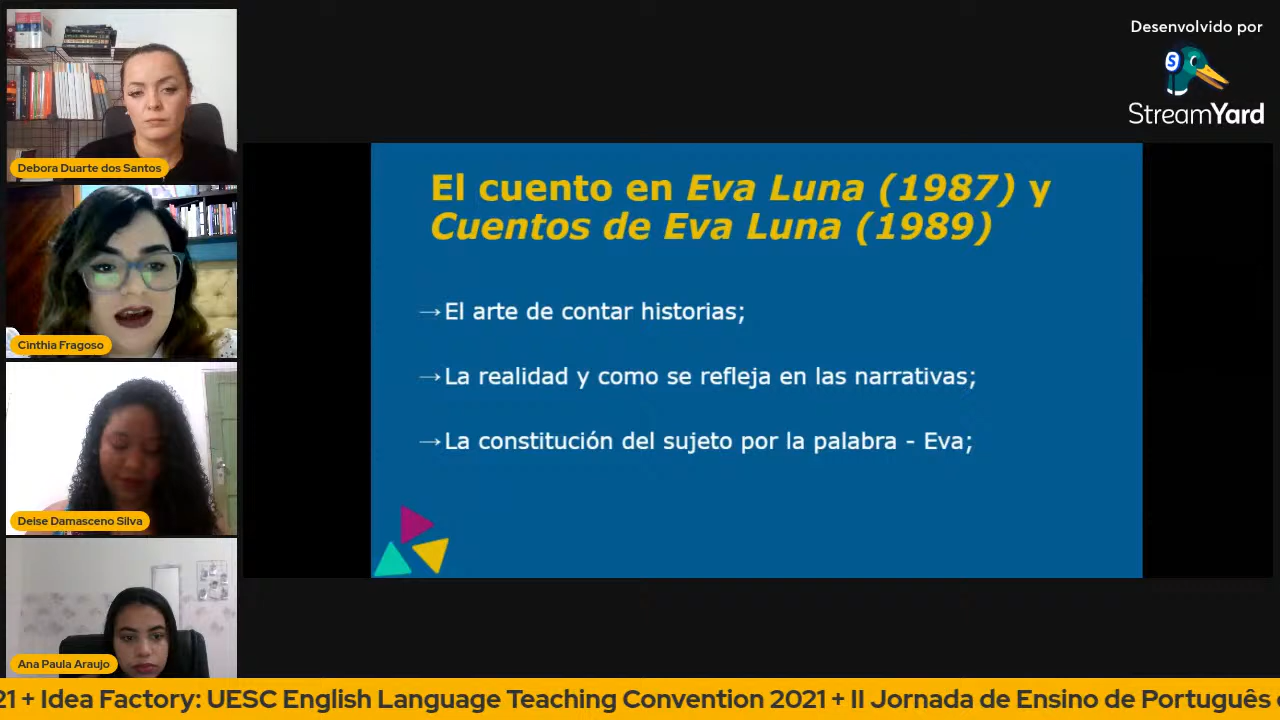 Debora Duarte dos Santos
Cinthia Fragoso
Deise Damasceno Silva
Ana Paula Araujo
Desenvolvido por
StreamYard
El cuento en Eva Luna (1987) y
Cuentos de Eva Luna (1989)
→El arte de contar historias;
→La realidad y como se refleja en las narrativas;
→La constitución del sujeto por la palabra - Eva;
21 + Idea Factory: UESC English Language Teaching Convention 2021 + II Jornada de Ensino de Português